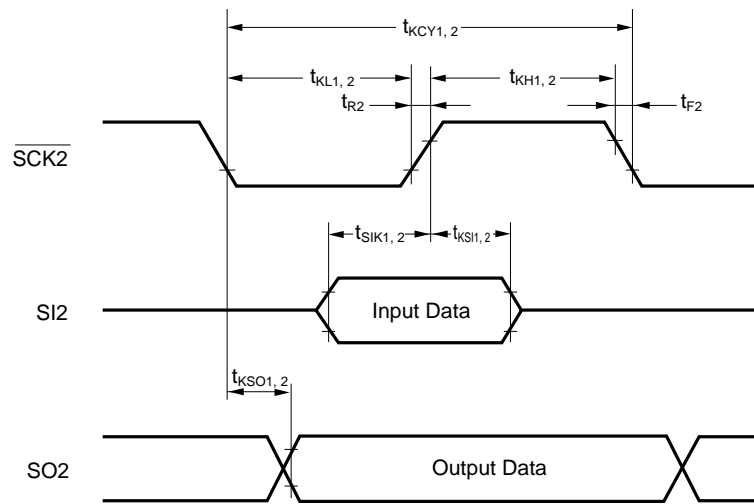 tKCY1, 2
tKL1, 2
tKH1, 2
tR2
tF2
SCK2
tSIK1, 2
tKSI1, 2
SI2
Input Data
tKSO1, 2
SO2
Output Data